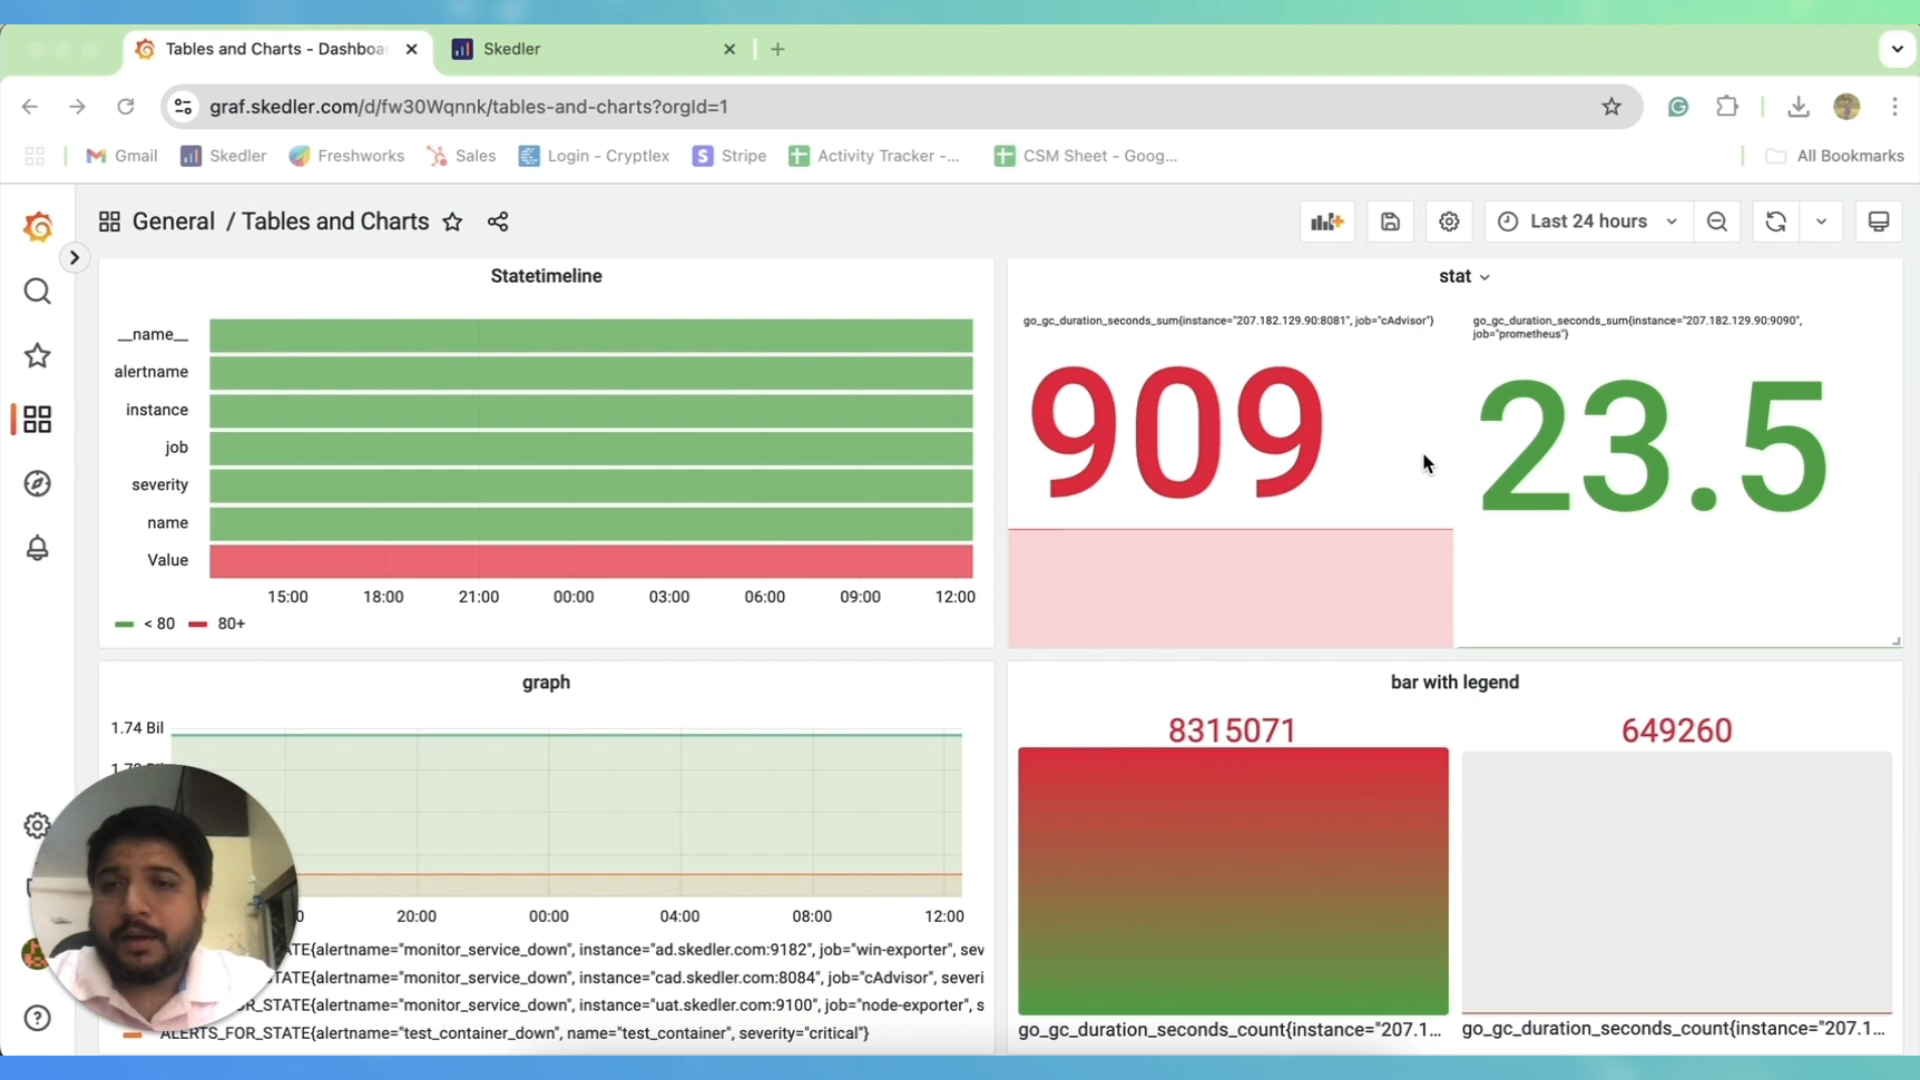 Tables and Charts - Dashboar
Skedler
graf.skedler.com/d/fw30Wqnnk/tables-and-charts?orgId=1
Gmail
Skedler
Freshworks
Sales
Login - Cryptlex
Stripe
Activity Tracker -...
CSM Sheet - Goog...
All Bookmarks
General / Tables and Charts
Last 24 hours
Statetimeline
__name__
alertname
instance
job
severity
name
Value
15:00 18:00 21:00 00:00 03:00 06:00 09:00 12:00
< 80 80+
stat
go_gc_duration_seconds_sum{instance="207.182.129.90:8081", job="cAdvisor"}
909
go_gc_duration_seconds_sum{instance="207.182.129.90:9090",
job="prometheus"}
23.5
graph
1.74 Bil
20:00 00:00 04:00 08:00 12:00
TATE{alertname="monitor_service_down", instance="ad.skedler.com:9182", job="win-exporter", sev
TATE{alertname="monitor_service_down", instance="cad.skedler.com:8084", job="cAdvisor", severi
R_STATE{alertname="monitor_service_down", instance="uat.skedler.com:9100", job="node-exporter", s
ALERTS_FOR_STATE{alertname="test_container_down", name="test_container", severity="critical"}
bar with legend
8315071
649260
go_gc_duration_seconds_count{instance="207.1...
go_gc_duration_seconds_count{instance="207.1...